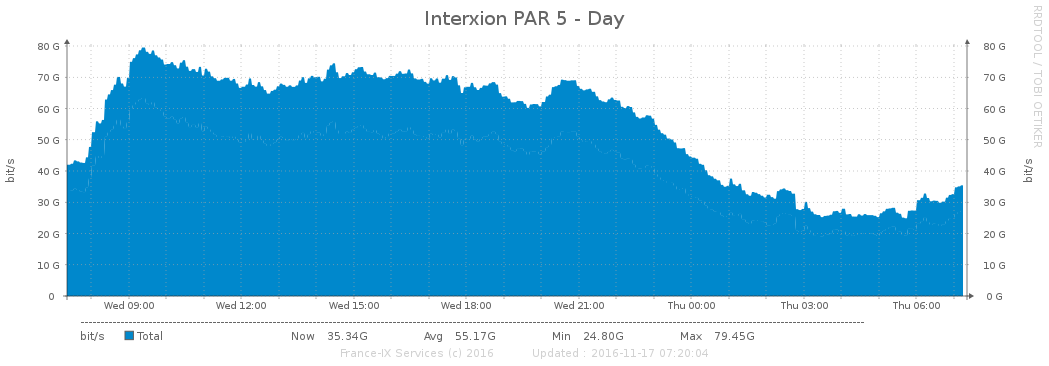 Interxion PAR 5 - Day
RRDTOOL / TOBI OETIKER
80 G 80 G
70 G 70 G
60 G 60 G
50 G 50 G
40 G 40 G
30 G 30 G
20 G 20 G
10 G 10 G
0 0 G
bit/s bit/s
Wed 09:00 Wed 12:00 Wed 15:00 Wed 18:00 Wed 21:00 Thu 00:00 Thu 03:00 Thu 06:00
bit/s Total Now 35.34G Avg 55.17G Min 24.80G Max 79.45G
France-IX Services (c) 2016 Updated : 2016-11-17 07:20:04